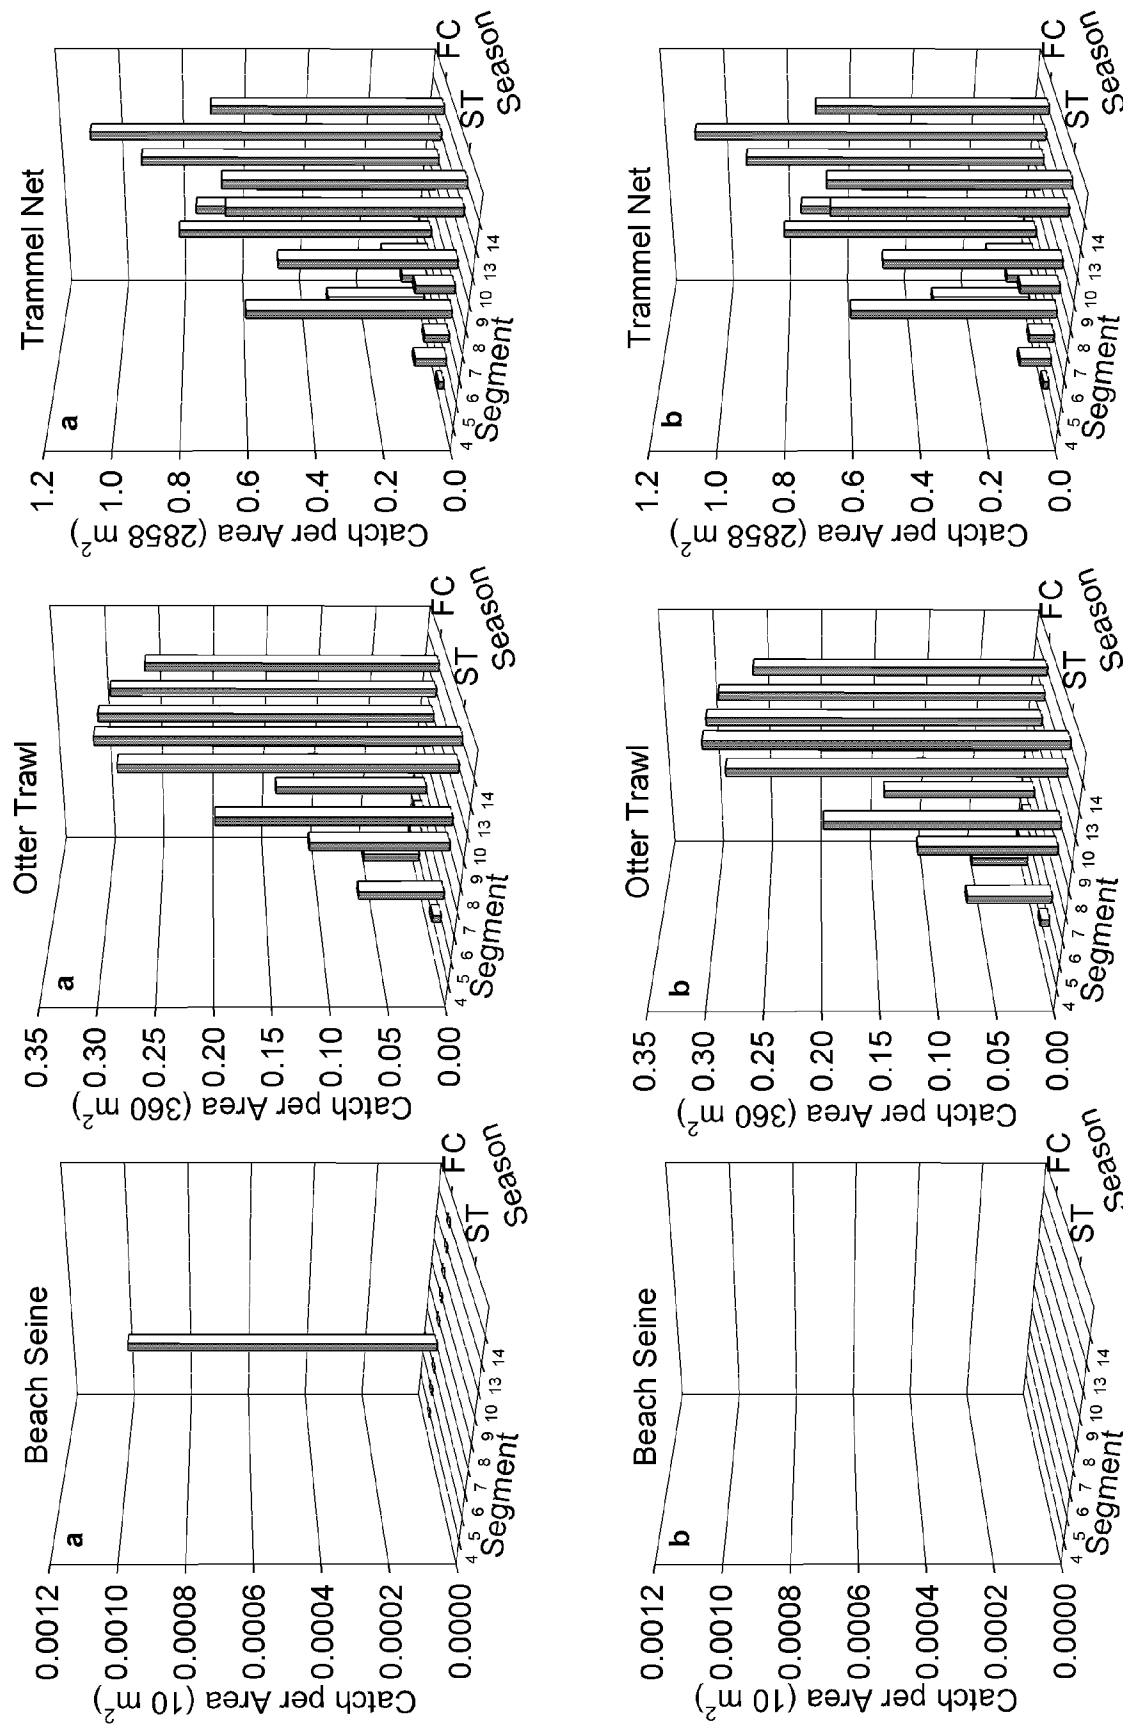 Beach Seine
a
0.0012
0.0010
0.0008
0.0006
0.0004
0.0002
0.0000
Catch per Area (10 m²)
4
5
6
7
8
9
10
13
14
Segment
ST
FC
Season
Otter Trawl
a
0.35
0.30
0.25
0.20
0.15
0.10
0.05
0.00
Catch per Area (360 m²)
4
5
6
7
8
9
10
13
14
Segment
ST
FC
Season
Trammel Net
a
1.2
1.0
0.8
0.6
0.4
0.2
0.0
Catch per Area (2858 m²)
4
5
6
7
8
9
10
13
14
Segment
ST
FC
Season
Beach Seine
b
0.0012
0.0010
0.0008
0.0006
0.0004
0.0002
0.0000
Catch per Area (10 m²)
4
5
6
7
8
9
10
13
14
Segment
ST
FC
Season
Otter Trawl
b
0.35
0.30
0.25
0.20
0.15
0.10
0.05
0.00
Catch per Area (360 m²)
4
5
6
7
8
9
10
13
14
Segment
ST
FC
Season
Trammel Net
b
1.2
1.0
0.8
0.6
0.4
0.2
0.0
Catch per Area (2858 m²)
4
5
6
7
8
9
10
13
14
Segment
ST
FC
Season